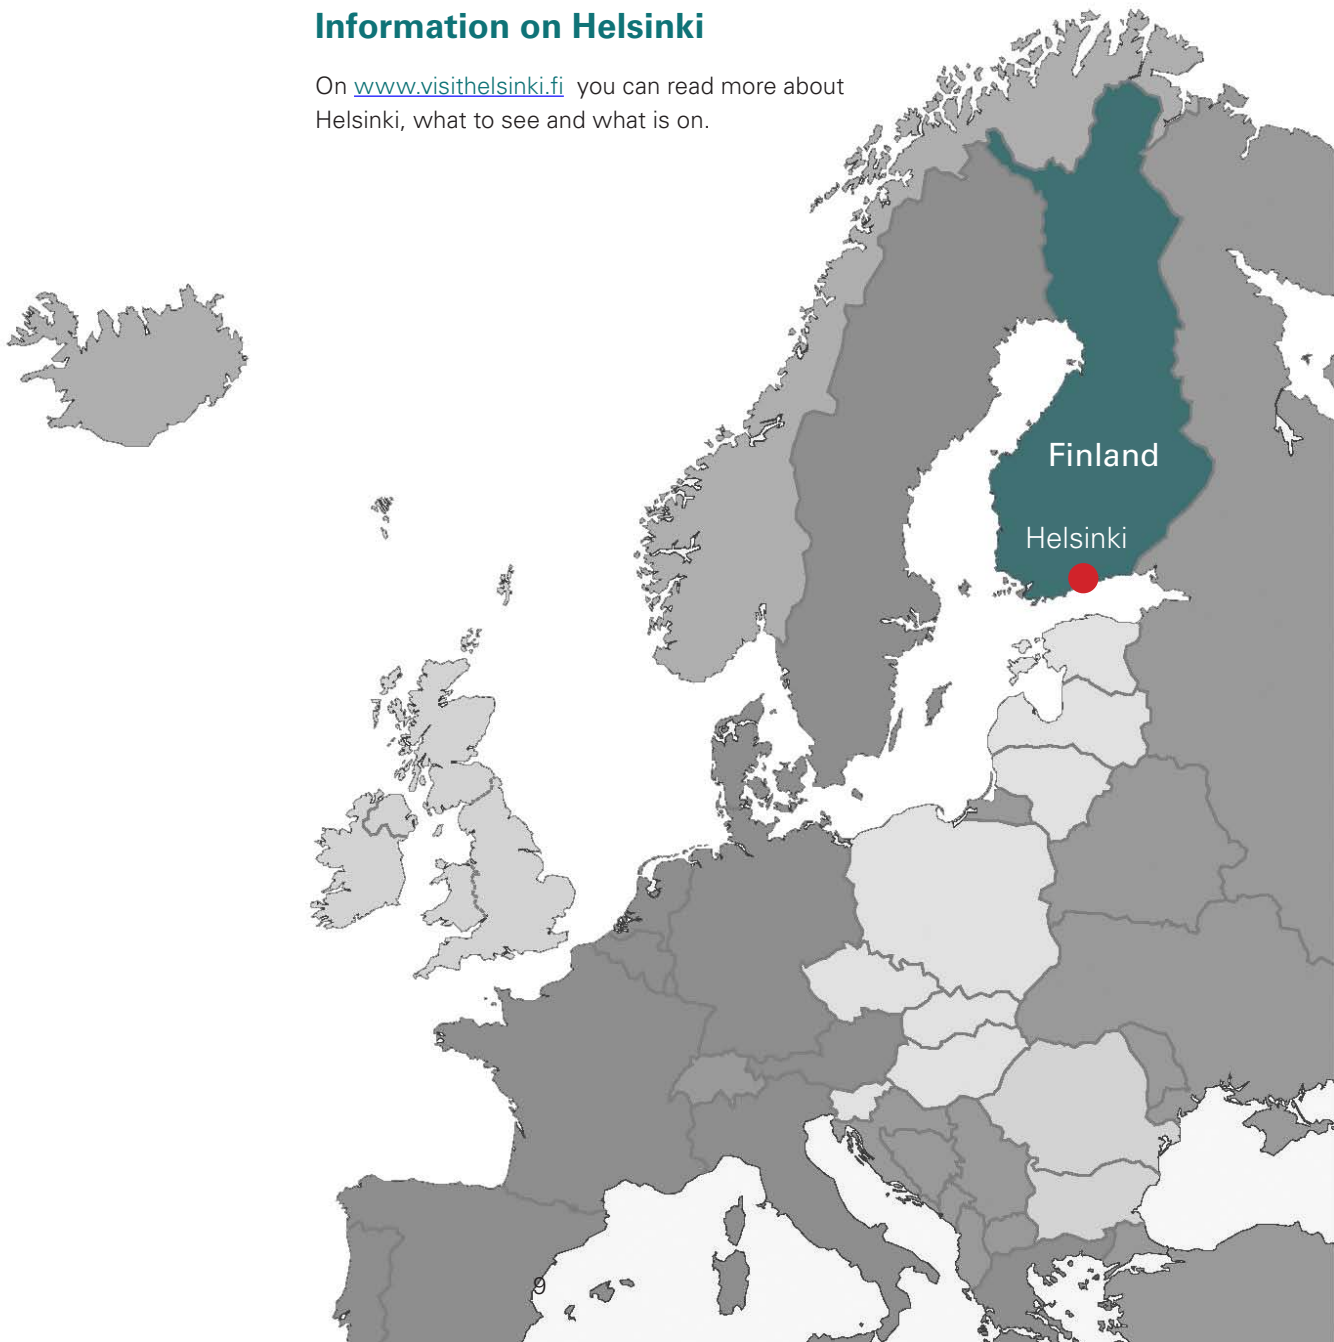 Information on Helsinki
On www.visithelsinki.fi you can read more about
Helsinki, what to see and what is on.
Finland
Helsinki
9